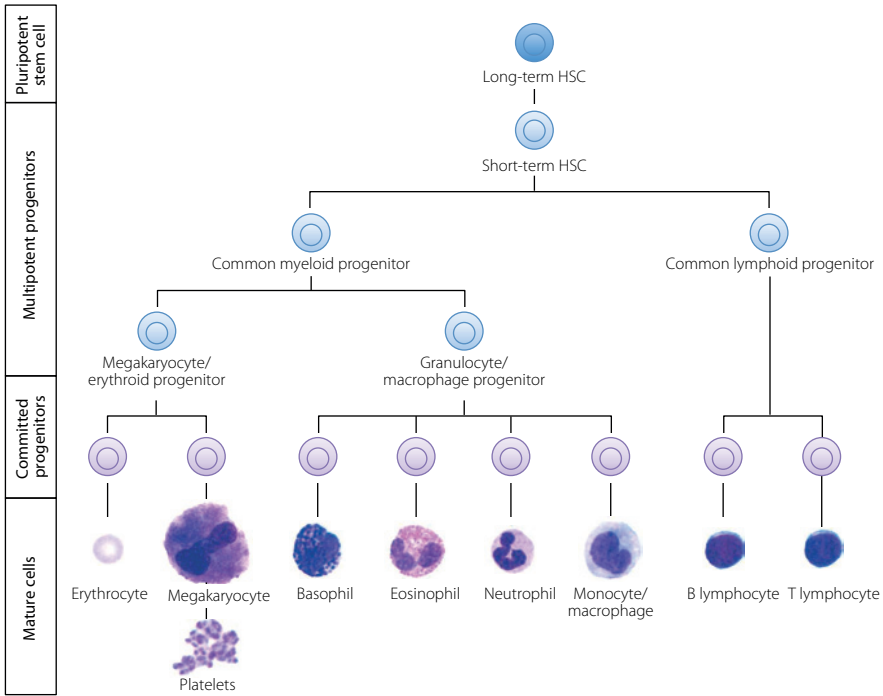 Pluripotent
stem cell
Long-term HSC
Short-term HSC
Multipotent progenitors
Common myeloid progenitor
Common lymphoid progenitor
Megakaryocyte/
erythroid progenitor
Granulocyte/
macrophage progenitor
Committed
progenitors
Mature cells
Erythrocyte
Megakaryocyte
Basophil
Eosinophil
Neutrophil
Monocyte/
macrophage
B lymphocyte
T lymphocyte
Platelets